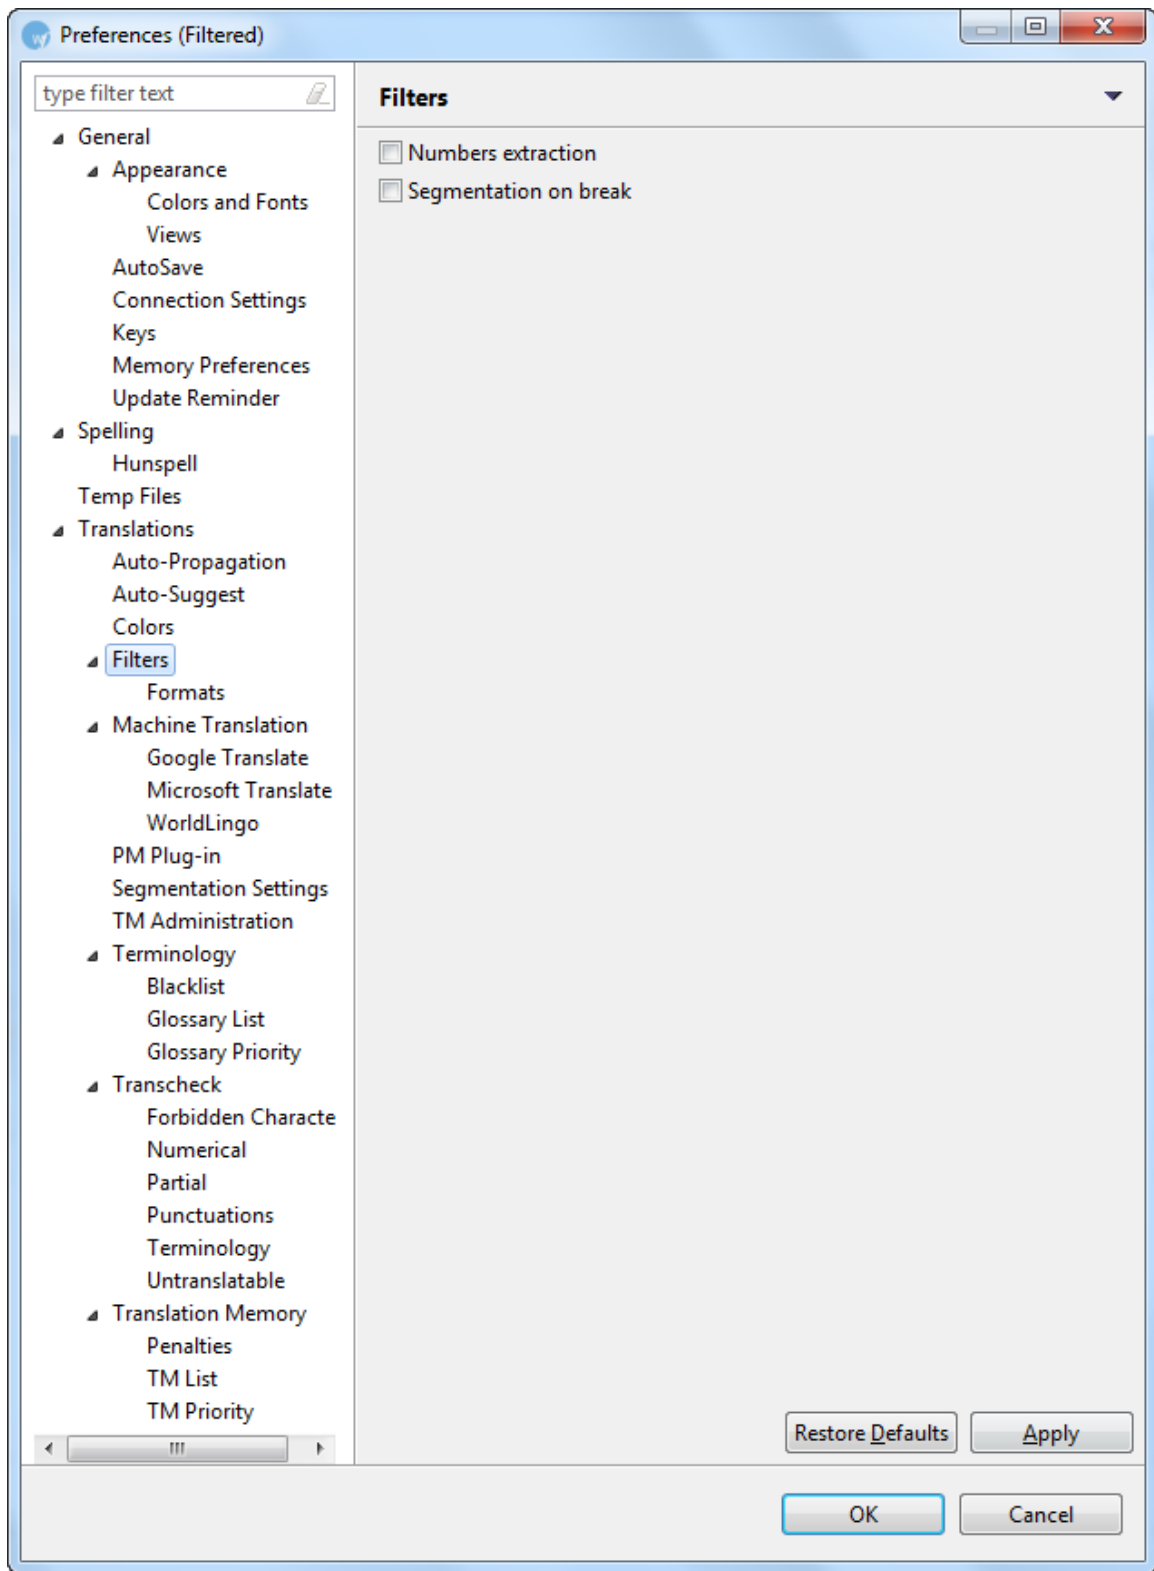 Preferences (Filtered)
type filter text
General
Appearance
Colors and Fonts
Views
AutoSave
Connection Settings
Keys
Memory Preferences
Update Reminder
Spelling
Hunspell
Temp Files
Translations
Auto-Propagation
Auto-Suggest
Colors
Filters
Formats
Machine Translation
Google Translate
Microsoft Translate
WorldLingo
PM Plug-in
Segmentation Settings
TM Administration
Terminology
Blacklist
Glossary List
Glossary Priority
Transcheck
Forbidden Characte
Numerical
Partial
Punctuations
Terminology
Untranslatable
Translation Memory
Penalties
TM List
TM Priority
Filters
Numbers extraction
Segmentation on break
Restore Defaults
Apply
OK
Cancel